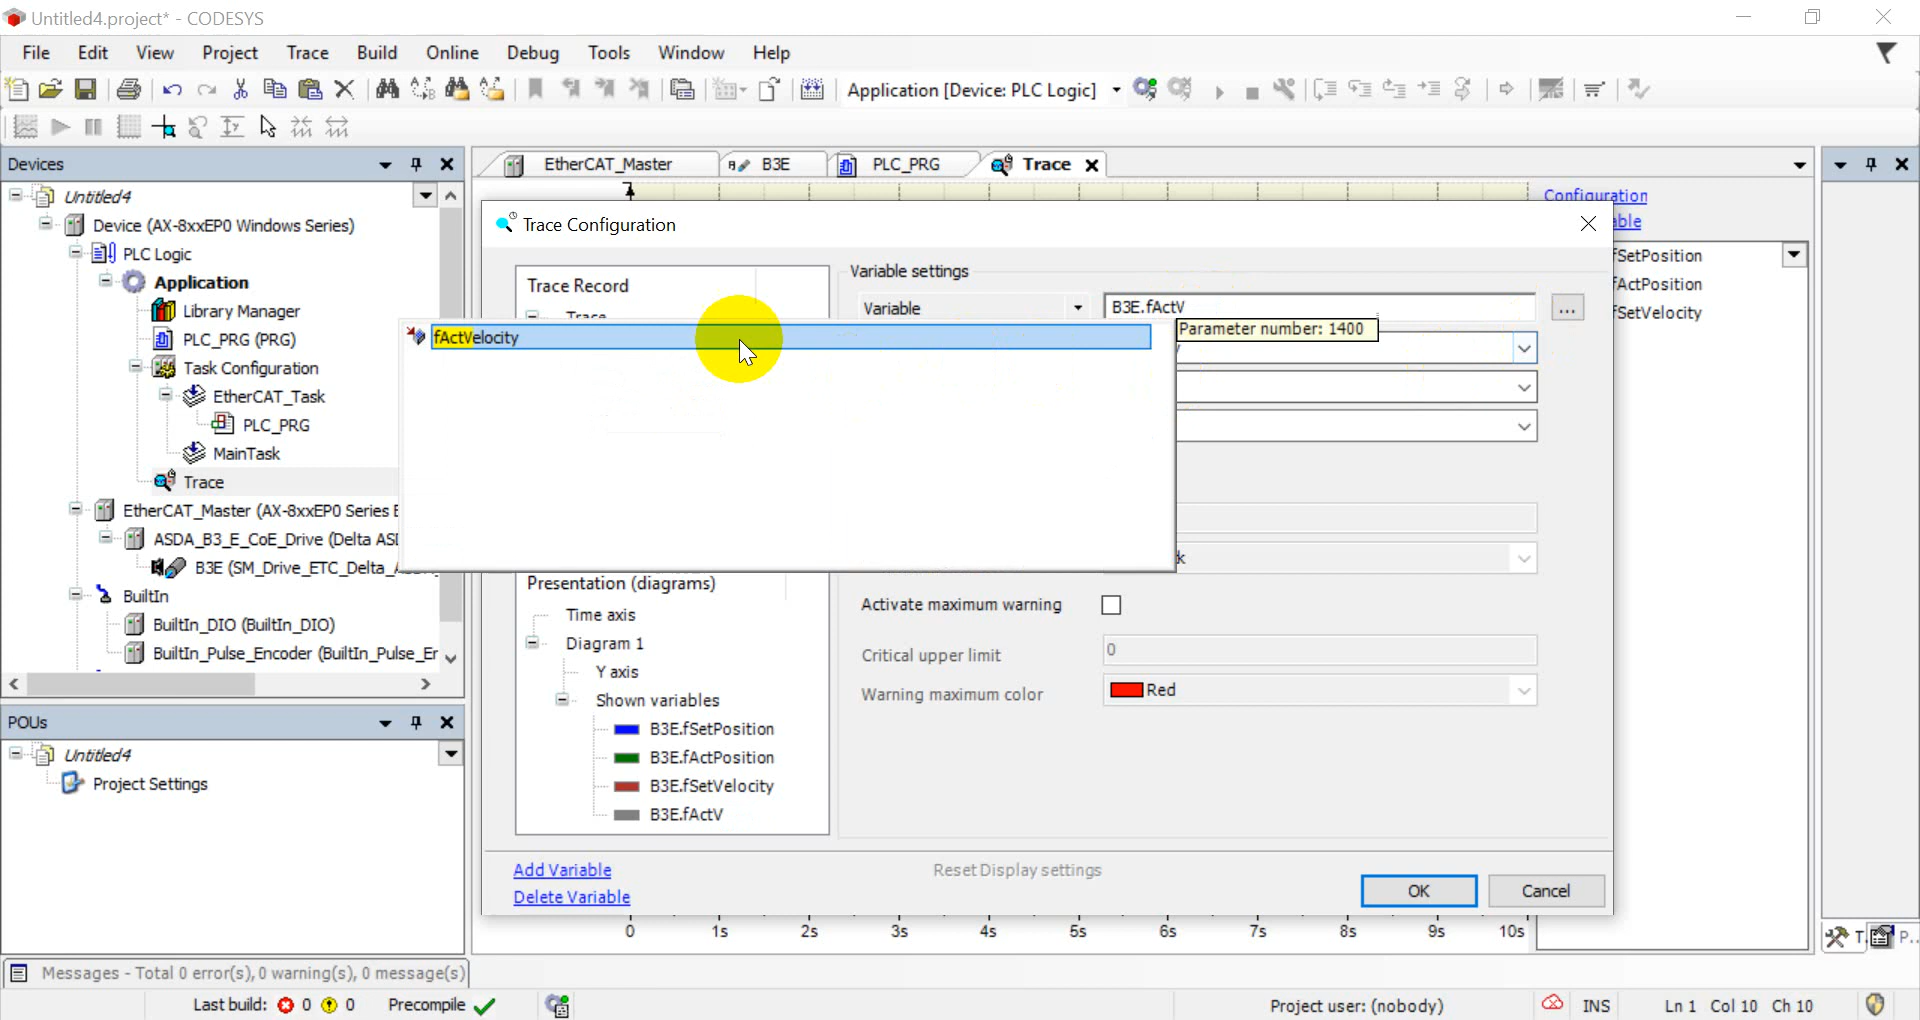 Untitled4.project* - CODESYS
File Edit View Project Trace Build Online Debug Tools Window Help
Application [Device: PLC Logic]
Devices
Untitled4
Device (AX-8xxEP0 Windows Series)
PLC Logic
Application
Library Manager
PLC_PRG (PRG)
Task Configuration
EtherCAT_Task
PLC_PRG
MainTask
Trace
EtherCAT_Master (AX-8xxEP0 Series E
ASDA_B3_E_CoE_Drive (Delta ASI
B3E (SM_Drive_ETC_Delta_
BuiltIn
BuiltIn_DIO (BuiltIn_DIO)
BuiltIn_Pulse_Encoder (BuiltIn_Pulse_Er
POUs
Untitled4
Project Settings
EtherCAT_Master B3E PLC_PRG Trace
Configuration
able
fSetPosition
fActPosition
fSetVelocity
Trace Configuration
Trace Record
Trace
Variable settings
Variable
B3E.fActV
fActVelocity
Parameter number: 1400
k
Presentation (diagrams)
Time axis
Diagram 1
Y axis
Shown variables
B3E.fSetPosition
B3E.fActPosition
B3E.fSetVelocity
B3E.fActV
Activate maximum warning
Critical upper limit
0
Warning maximum color
Red
Add Variable
Delete Variable
Reset Display settings
OK
Cancel
0 1s 2s 3s 4s 5s 6s 7s 8s 9s 10s
T. P..
Messages - Total 0 error(s), 0 warning(s), 0 message(s)
Last build: 0 0 Precompile
Project user: (nobody)
INS
Ln 1 Col 10 Ch 10